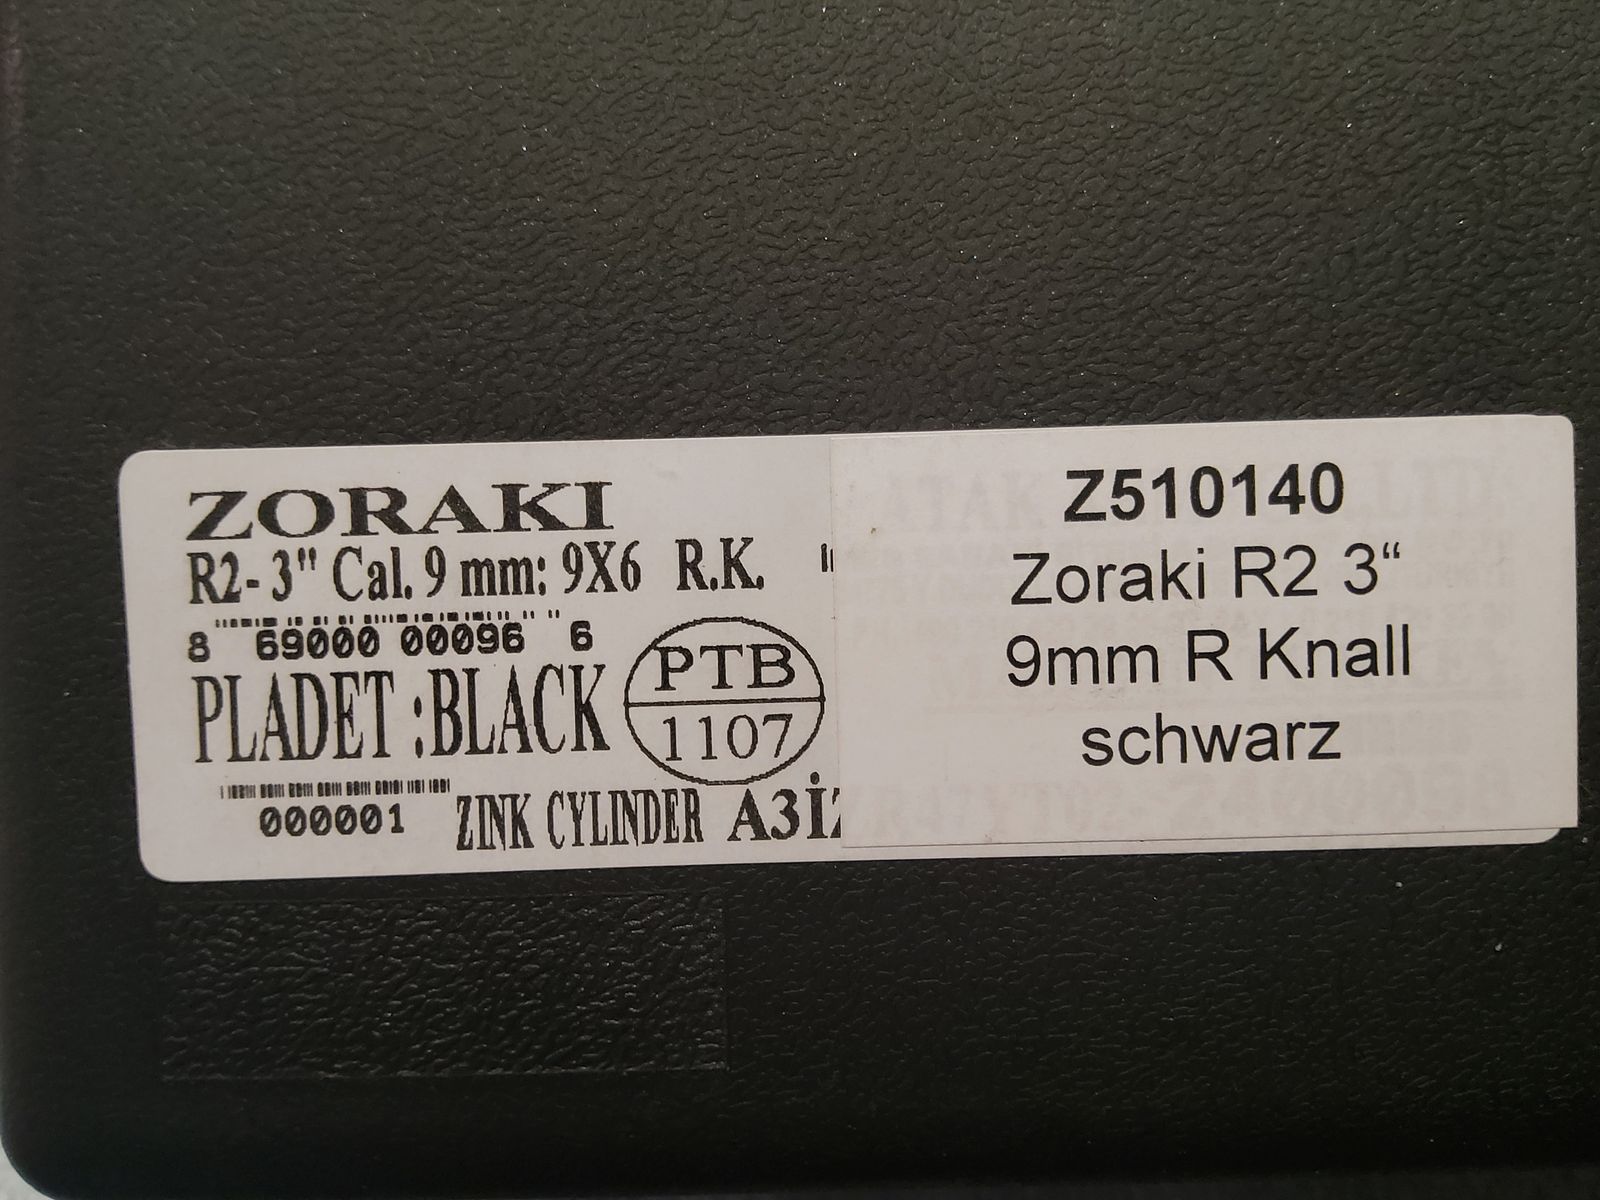 ZORAKI
R2-3" Cal. 9 mm: 9X6 R.K.
8 69000 00096 6
PLADET :BLACK
PTB
1107
000001
ZINK CYLINDER A3İ
Z510140
Zoraki R2 3“
9mm R Knall
schwarz